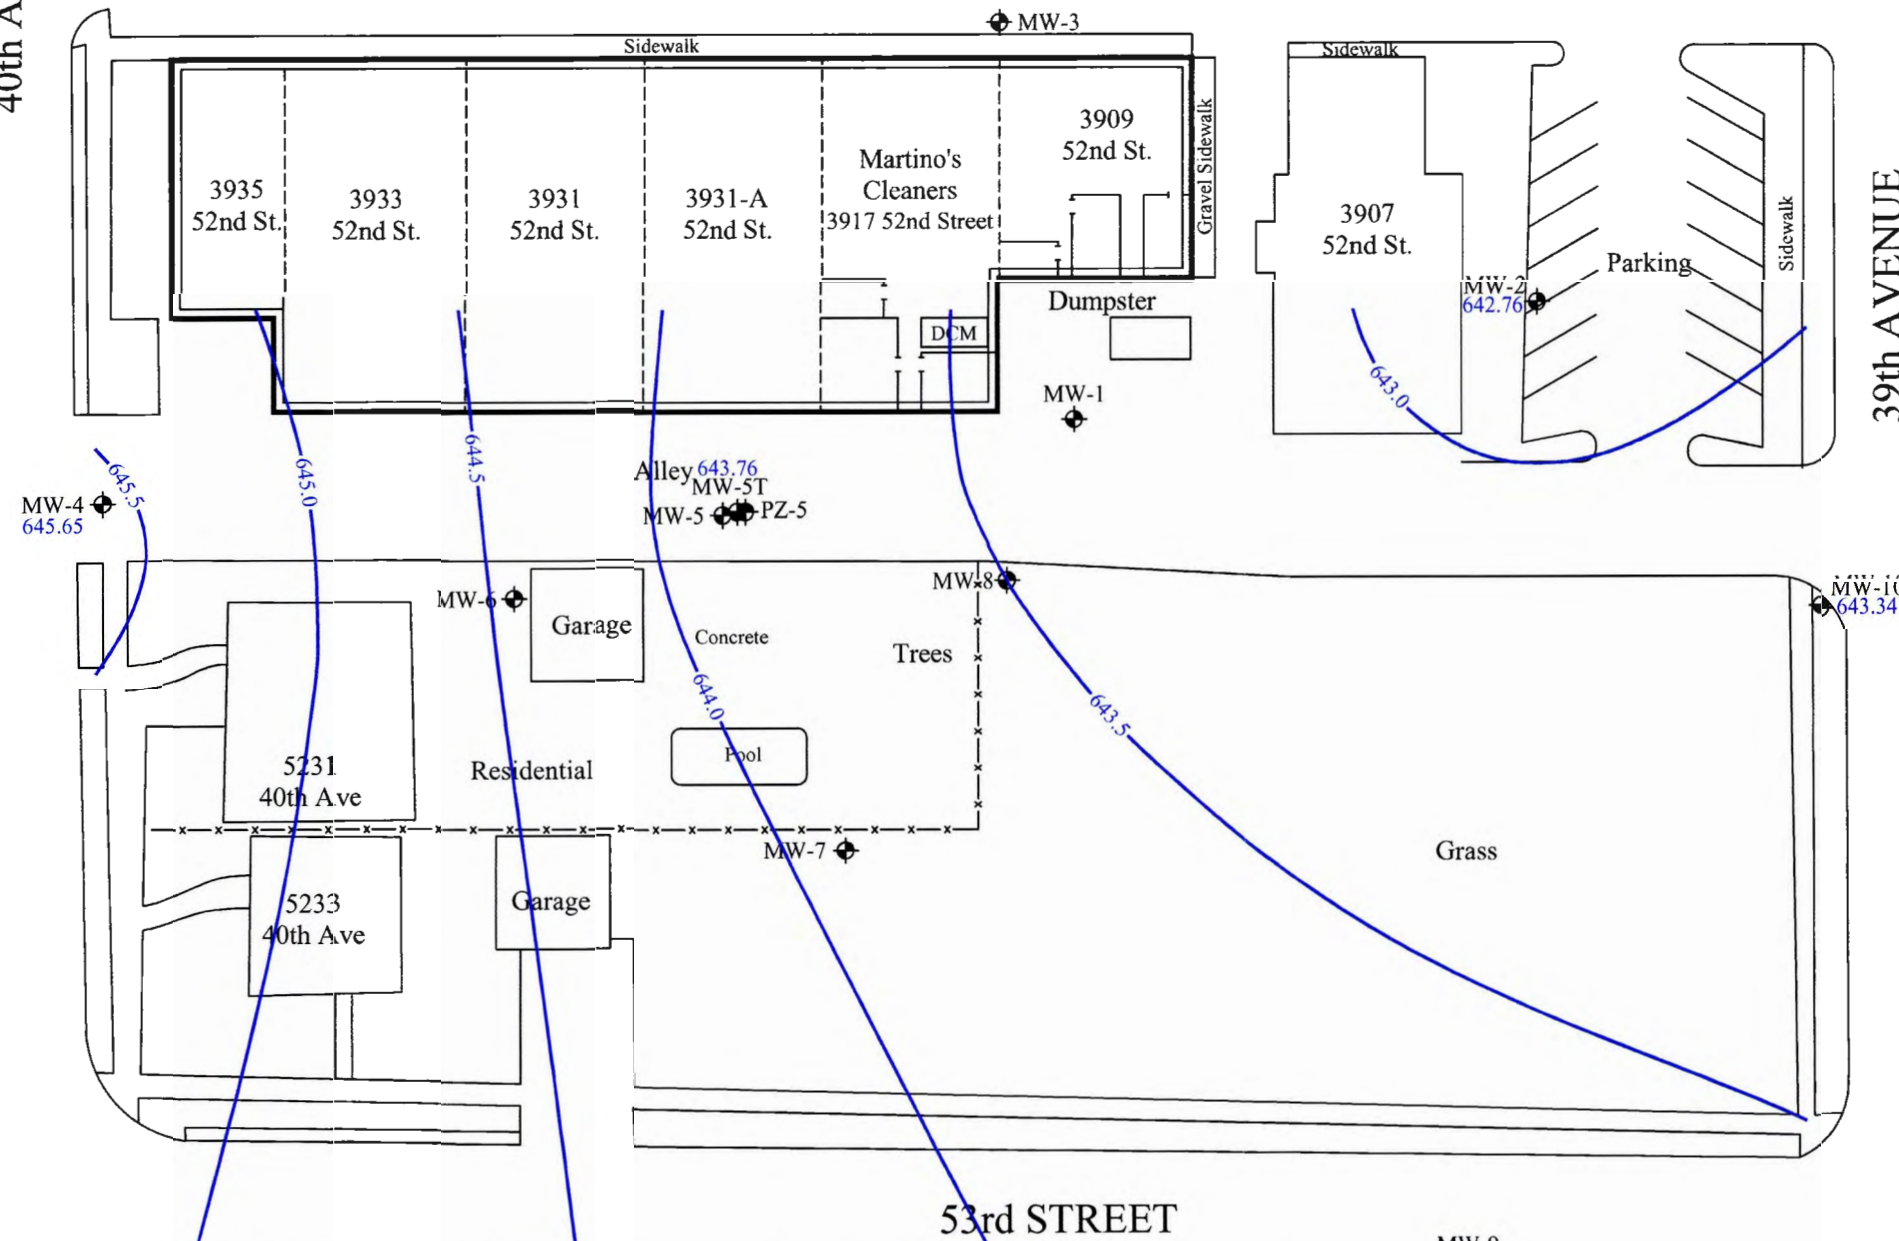 40th A
MW-3
Sidewalk
Sidewalk
3909
52nd St.
Martino's
Cleaners
3917 52nd Street
3935
52nd St.
3933
52nd St.
3931
52nd St.
3931-A
52nd St.
Gravel Sidewalk
3907
52nd St.
Parking
Sidewalk
39th AVENUE
MW-2
642.76
Dumpster
DCM
MW-1
643.0
645.5
645.0
644.5
MW-4
645.65
Alley 643.76
MW-5T
MW-5
PZ-5
MW-6
Garage
Concrete
MW-8
Trees
MW-10
643.34
644.0
643.5
Pool
Residential
5231
40th Ave
MW-7
Grass
5233
40th Ave
Garage
53rd STREET
MW-9